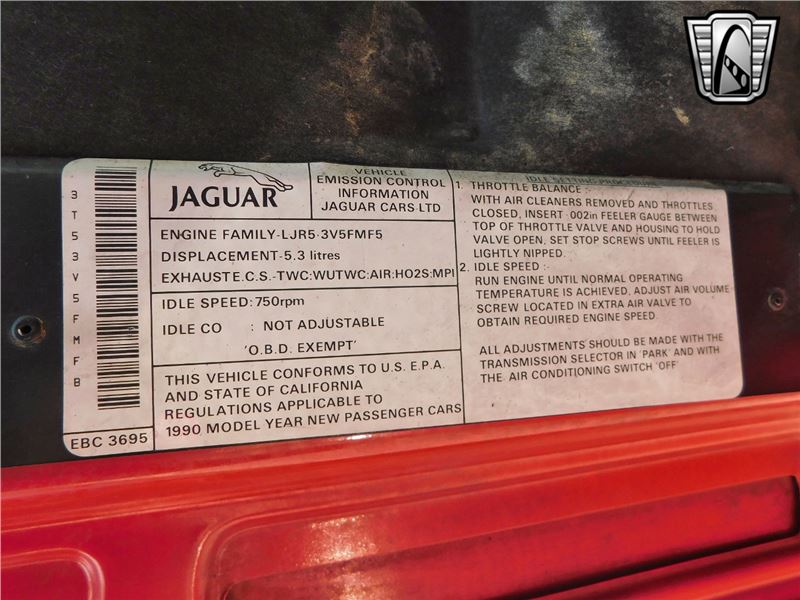 3T53V5FMFB
EBC 3695
JAGUAR
VEHICLE
EMISSION CONTROL
INFORMATION
JAGUAR CARS LTD
ENGINE FAMILY-LJR5·3V5FMF5
DISPLACEMENT-5.3 litres
EXHAUST E.C.S.-TWC:WUTWC:AIR:HO2S:MPI
IDLE SPEED: 750rpm
IDLE CO : NOT ADJUSTABLE
'O.B.D. EXEMPT'
THIS VEHICLE CONFORMS TO U.S. E.P.A.
AND STATE OF CALIFORNIA
REGULATIONS APPLICABLE TO
1990 MODEL YEAR NEW PASSENGER CARS
IDLE SETTING PROCEDURE
1. THROTTLE BALANCE :-
WITH AIR CLEANERS REMOVED AND THROTTLES
CLOSED, INSERT ·002in FEELER GAUGE BETWEEN
TOP OF THROTTLE VALVE AND HOUSING TO HOLD
VALVE OPEN. SET STOP SCREWS UNTIL FEELER IS
LIGHTLY NIPPED.
2. IDLE SPEED :-
RUN ENGINE UNTIL NORMAL OPERATING
TEMPERATURE IS ACHIEVED. ADJUST AIR VOLUME
SCREW LOCATED IN EXTRA AIR VALVE TO
OBTAIN REQUIRED ENGINE SPEED
ALL ADJUSTMENTS SHOULD BE MADE WITH THE
TRANSMISSION SELECTOR IN 'PARK' AND WITH
THE AIR CONDITIONING SWITCH 'OFF'